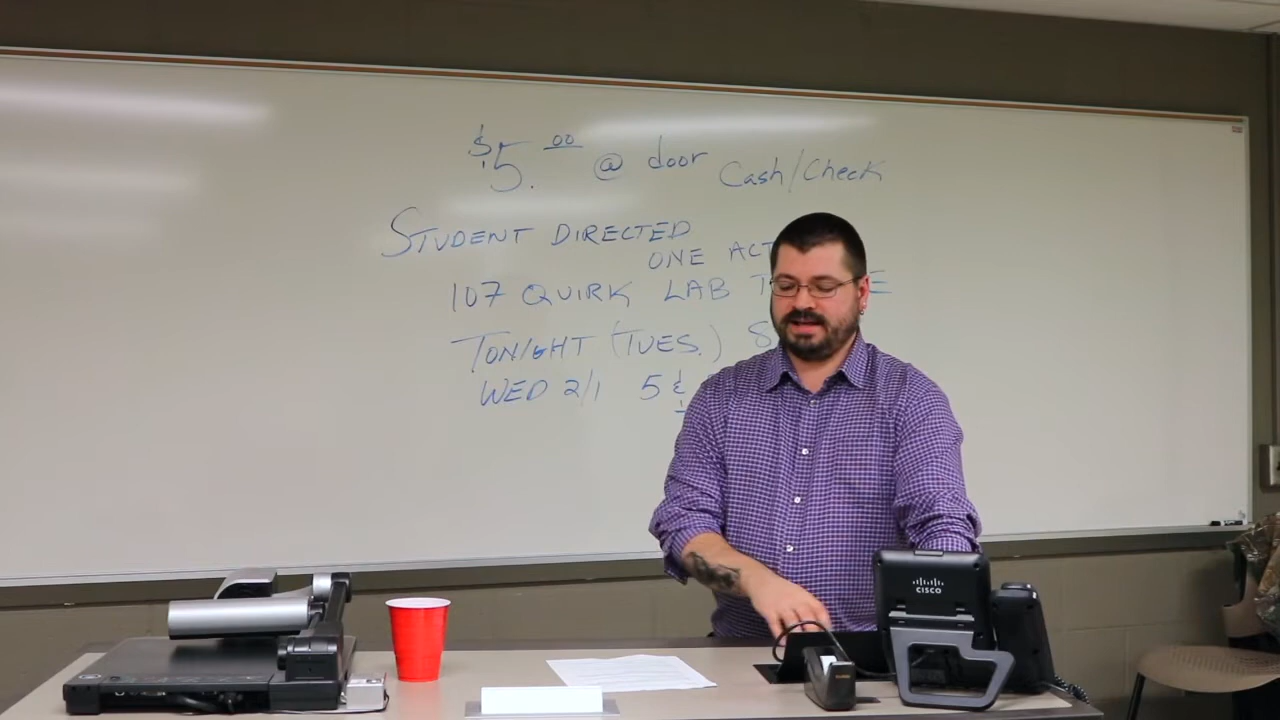 $5.00 @ door Cash/Check
STUDENT DIRECTED
ONE ACT
107 QUIRK LAB
TONIGHT (TUES.) 8
WED 2/1 5 &
CISCO